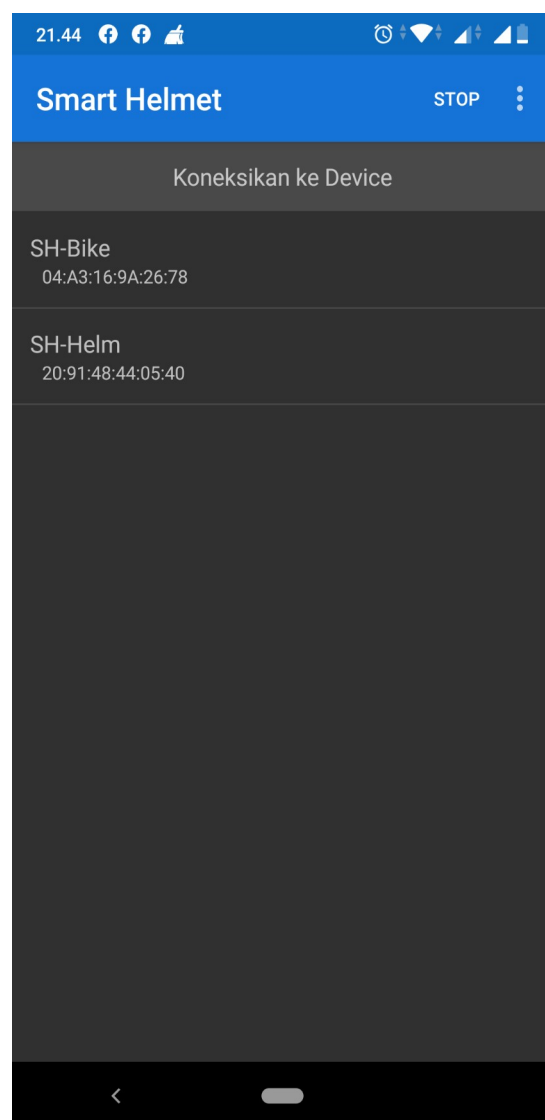 21.44
Smart Helmet STOP
Koneksikan ke Device
SH-Bike
04:A3:16:9A:26:78
SH-Helm
20:91:48:44:05:40